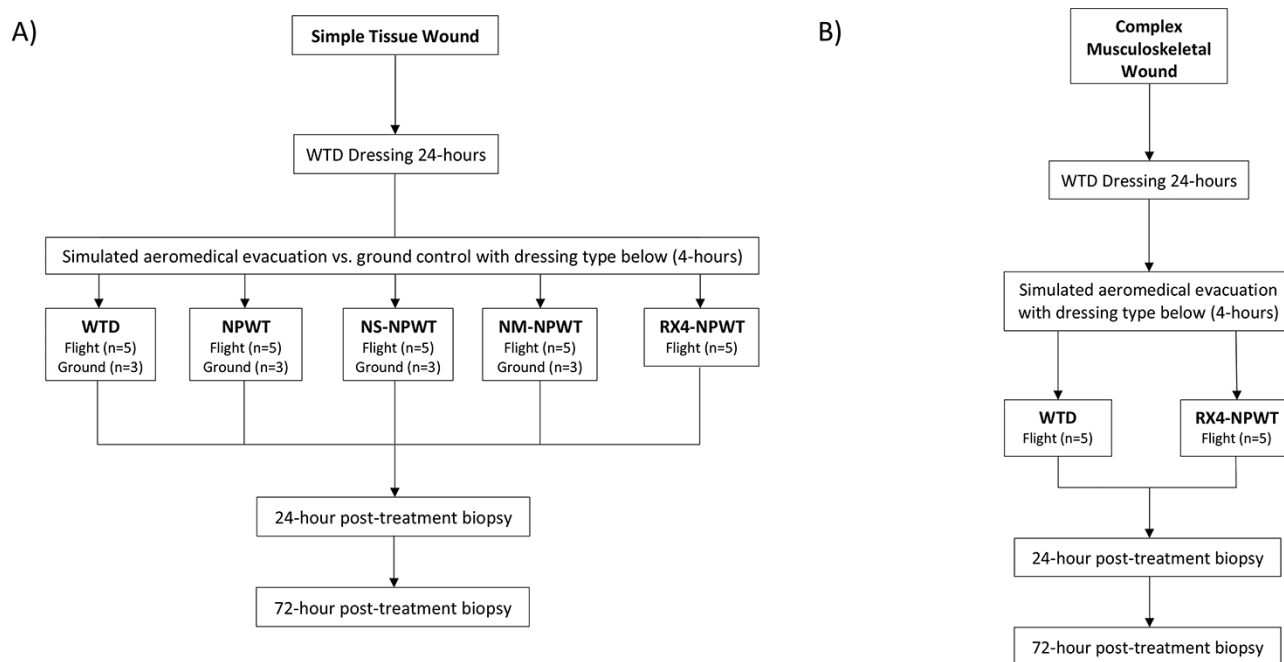 A)
Simple Tissue Wound
WTD Dressing 24-hours
Simulated aeromedical evacuation vs. ground control with dressing type below (4-hours)
WTD
Flight (n=5)
Ground (n=3)
NPWT
Flight (n=5)
Ground (n=3)
NS-NPWT
Flight (n=5)
Ground (n=3)
NM-NPWT
Flight (n=5)
Ground (n=3)
RX4-NPWT
Flight (n=5)
24-hour post-treatment biopsy
72-hour post-treatment biopsy
B)
Complex
Musculoskeletal
Wound
WTD Dressing 24-hours
Simulated aeromedical evacuation
with dressing type below (4-hours)
WTD
Flight (n=5)
RX4-NPWT
Flight (n=5)
24-hour post-treatment biopsy
72-hour post-treatment biopsy